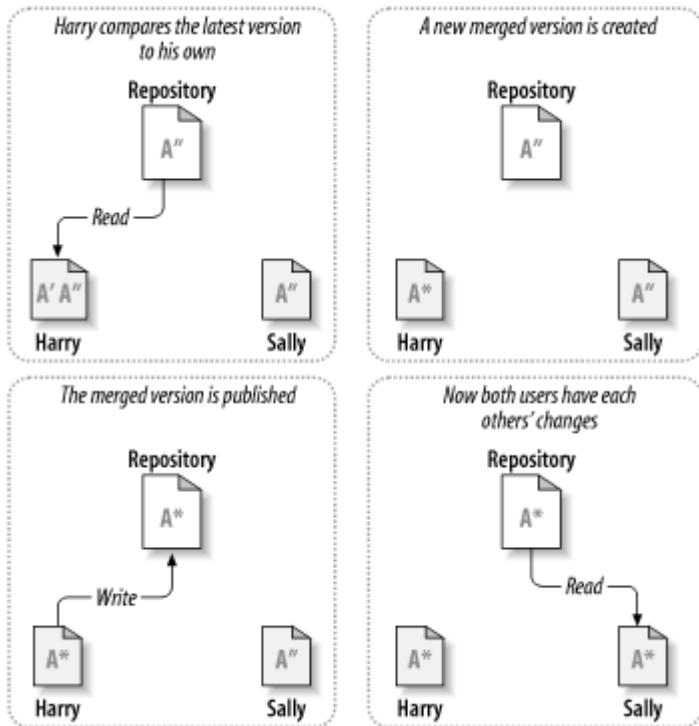 Harry compares the latest version
to his own
Repository
A″
Read
A′ A″
A″
Harry
Sally
A new merged version is created
Repository
A″
A*
A″
Harry
Sally
The merged version is published
Repository
A*
Write
A*
A″
Harry
Sally
Now both users have each
others’ changes
Repository
A*
Read
A*
A*
Harry
Sally